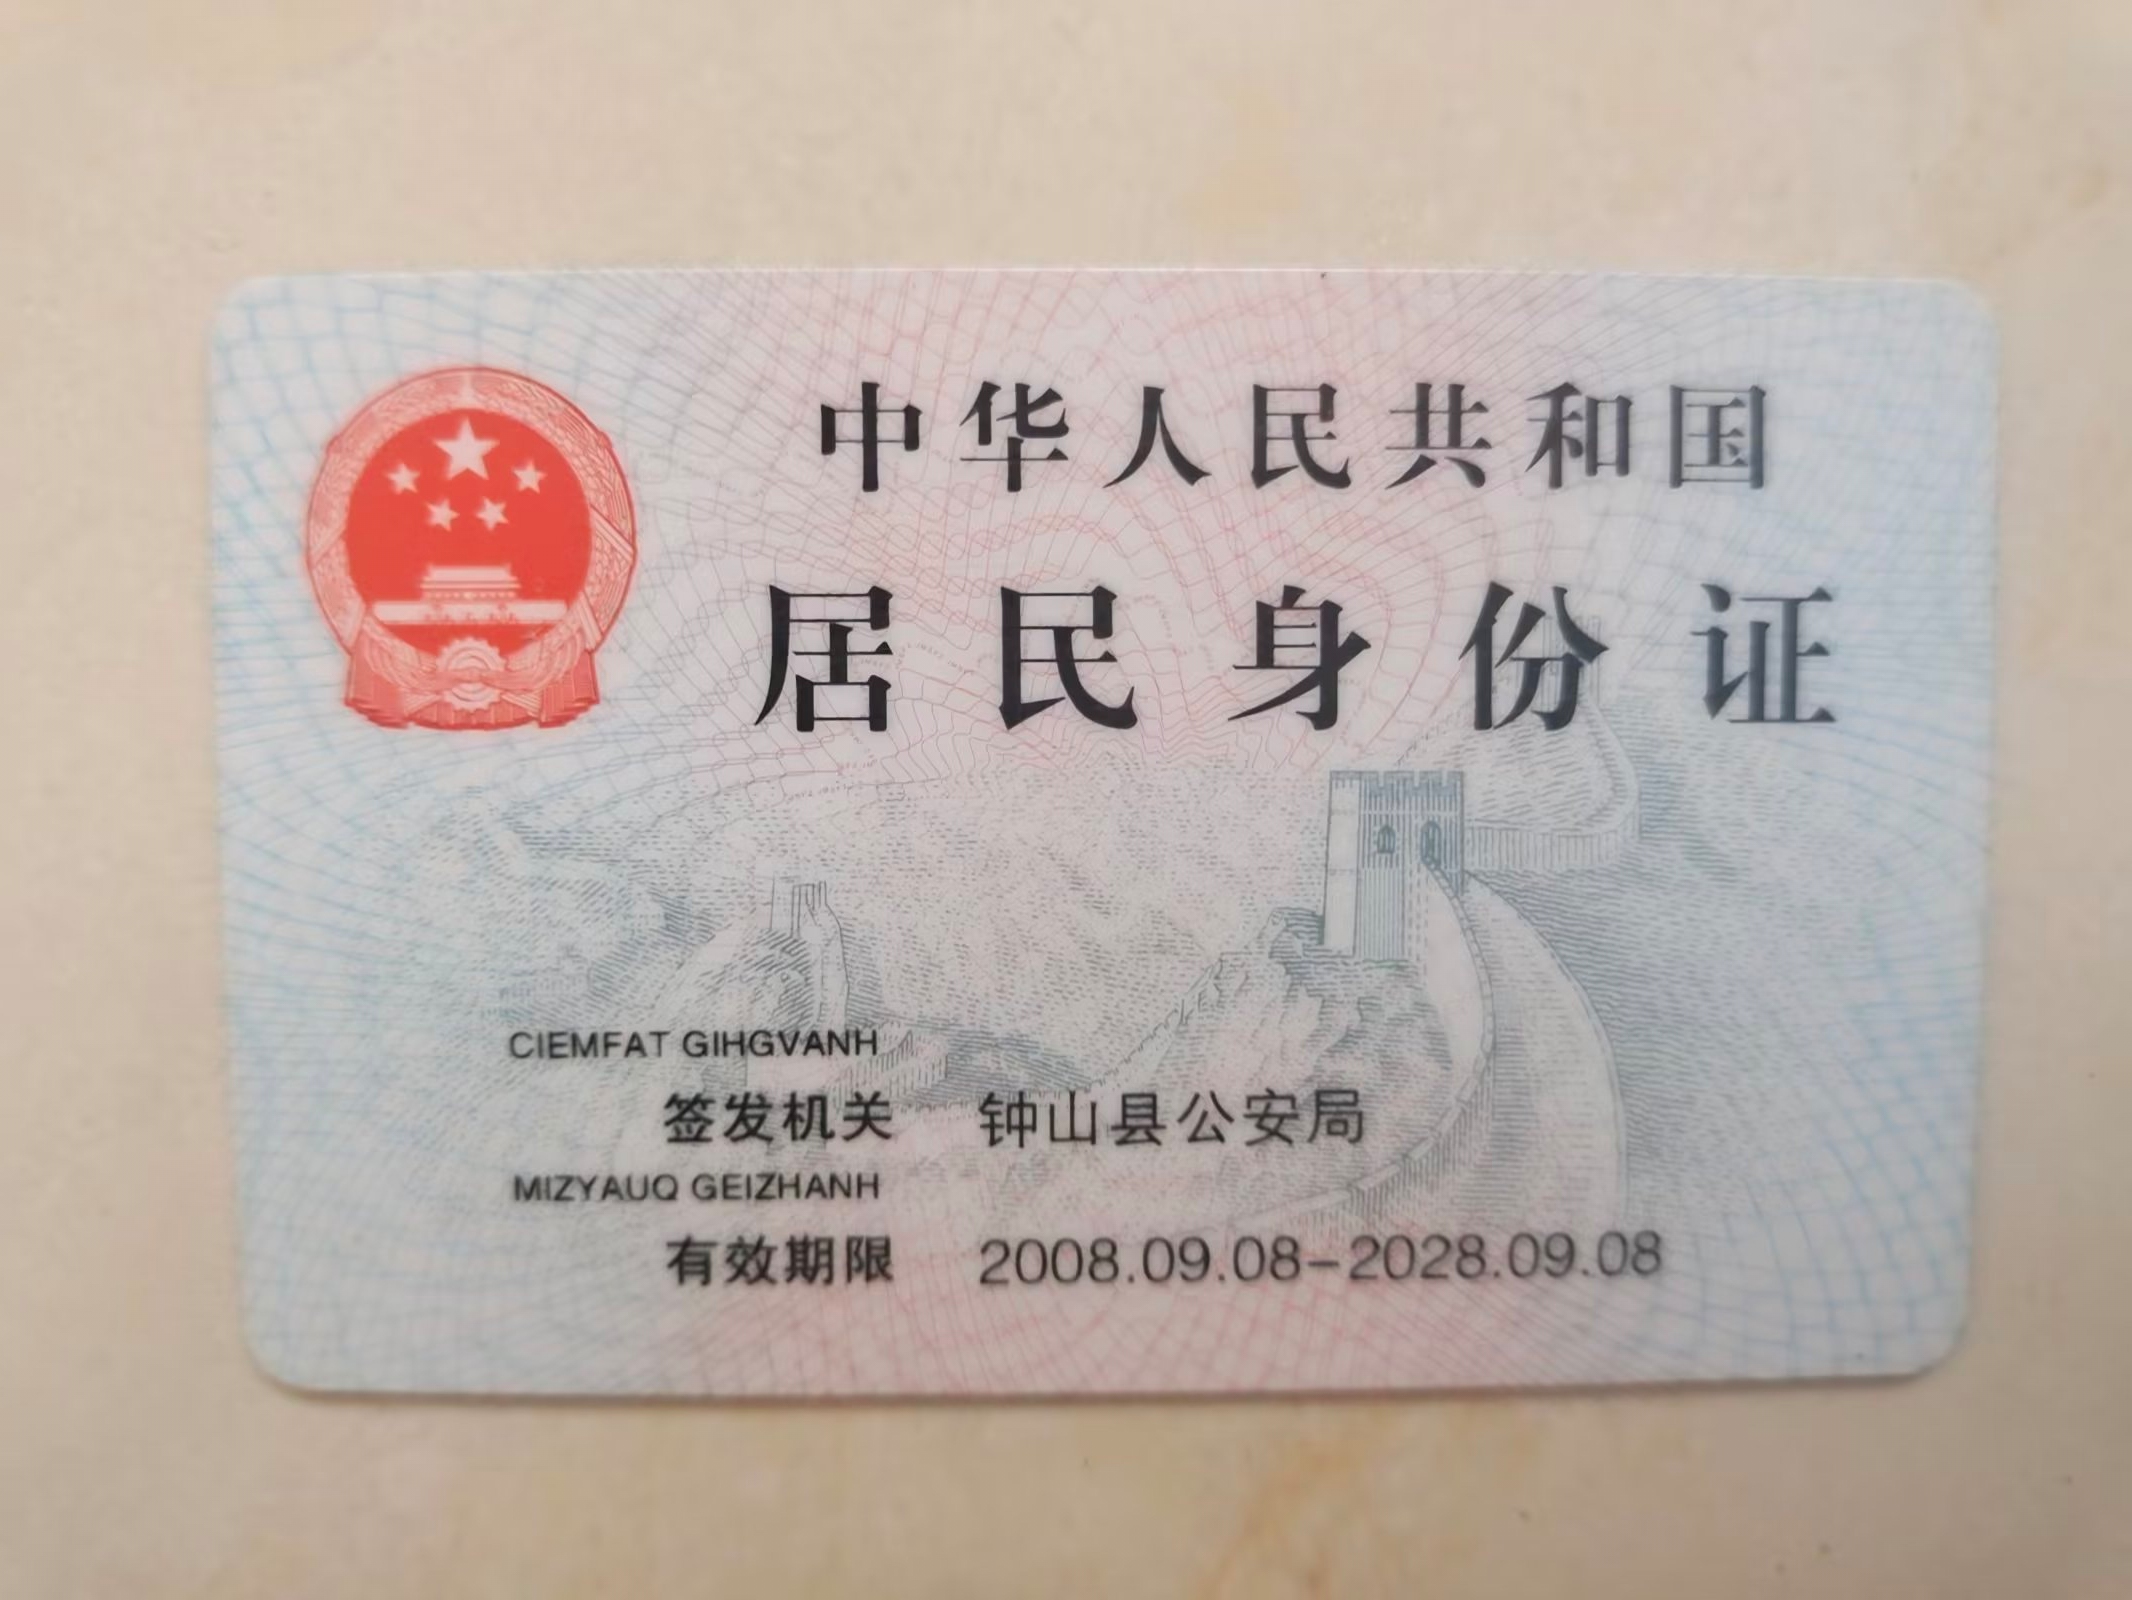 中华人民共和国
居民身份证
CIEMFAT GIHGVANH
签发机关 钟山县公安局
MIZYAUQ GEIZHANH
有效期限 2008.09.08-2028.09.08